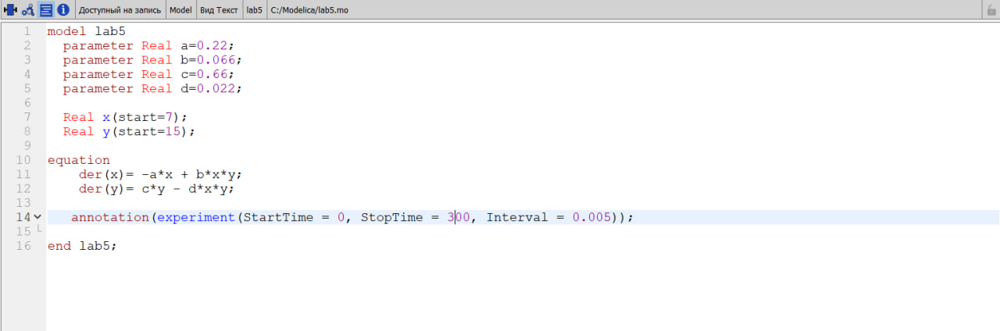 Доступный на запись Model Вид Текст lab5 C:/Modelica/lab5.mo
1 model lab5
2   parameter Real a=0.22;
3   parameter Real b=0.066;
4   parameter Real c=0.66;
5   parameter Real d=0.022;
6
7   Real x(start=7);
8   Real y(start=15);
9
10 equation
11     der(x)= -a*x + b*x*y;
12     der(y)= c*y - d*x*y;
13
14    annotation(experiment(StartTime = 0, StopTime = 300, Interval = 0.005));
15
16 end lab5;